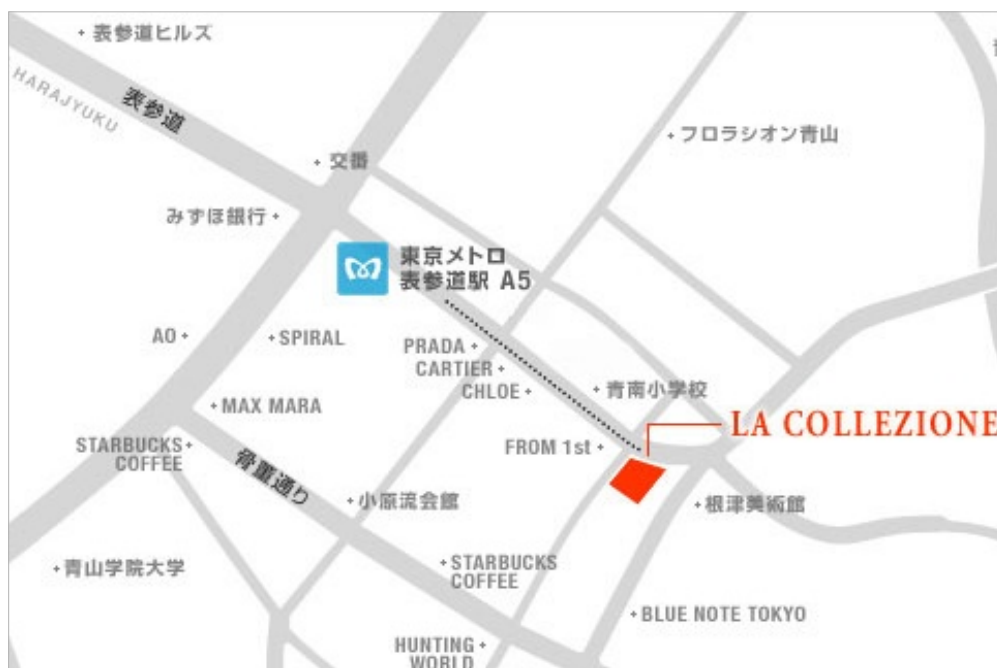 表参道ヒルズ
HARAJYUKU
表参道
フロラシオン青山
交番
みずほ銀行
東京メトロ
表参道駅 A5
AO
SPIRAL
PRADA
CARTIER
CHLOE
青南小学校
MAX MARA
LA COLLEZIONE
STARBUCKS
COFFEE
FROM 1st
骨董通り
小原流会館
根津美術館
青山学院大学
STARBUCKS
COFFEE
BLUE NOTE TOKYO
HUNTING
WORLD